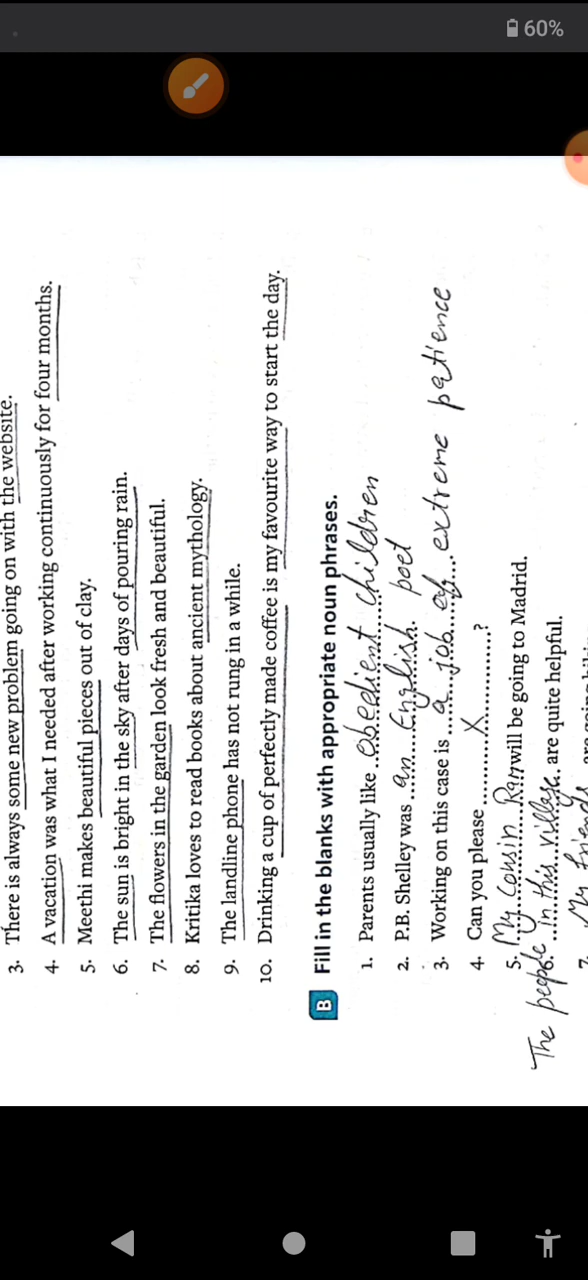 60%
3. There is always some new problem going on with the website.
4. A vacation was what I needed after working continuously for four months.
5. Meethi makes beautiful pieces out of clay.
6. The sun is bright in the sky after days of pouring rain.
7. The flowers in the garden look fresh and beautiful.
8. Kritika loves to read books about ancient mythology.
9. The landline phone has not rung in a while.
10. Drinking a cup of perfectly made coffee is my favourite way to start the day.
B Fill in the blanks with appropriate noun phrases.
1. Parents usually like obedient children
2. P.B. Shelley was an English poet
3. Working on this case is a job of extreme patience
4. Can you please X ?
5. My Cousin Ram will be going to Madrid.
6. The people in this village are quite helpful.
7. My friends